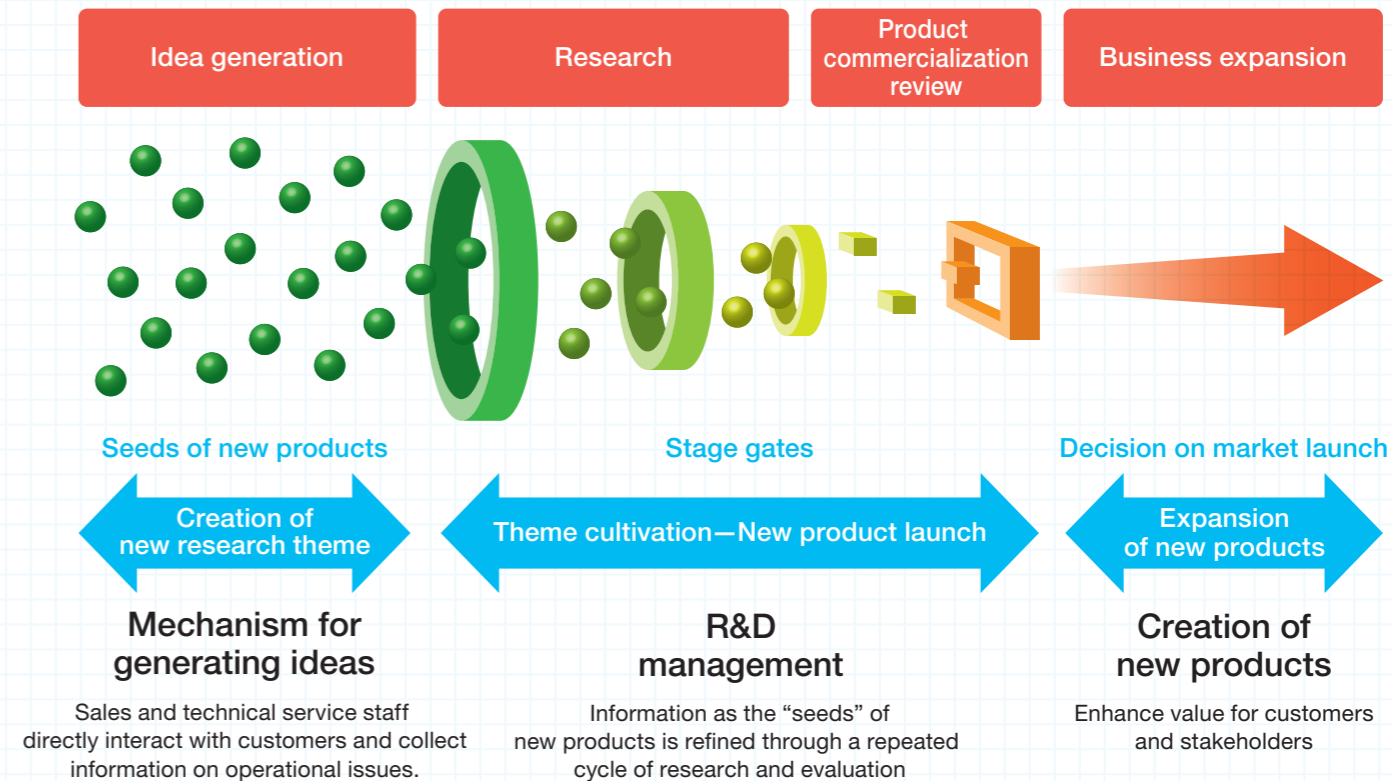 Idea generation
Research
Product
commercialization
review
Business expansion
Seeds of new products
Stage gates
Decision on market launch
Creation of
new research theme
Theme cultivation—New product launch
Expansion
of new products
Mechanism for
generating ideas
R&D
management
Creation of
new products
Sales and technical service staff
directly interact with customers and collect
information on operational issues.
Information as the “seeds” of
new products is refined through a repeated
cycle of research and evaluation
Enhance value for customers
and stakeholders